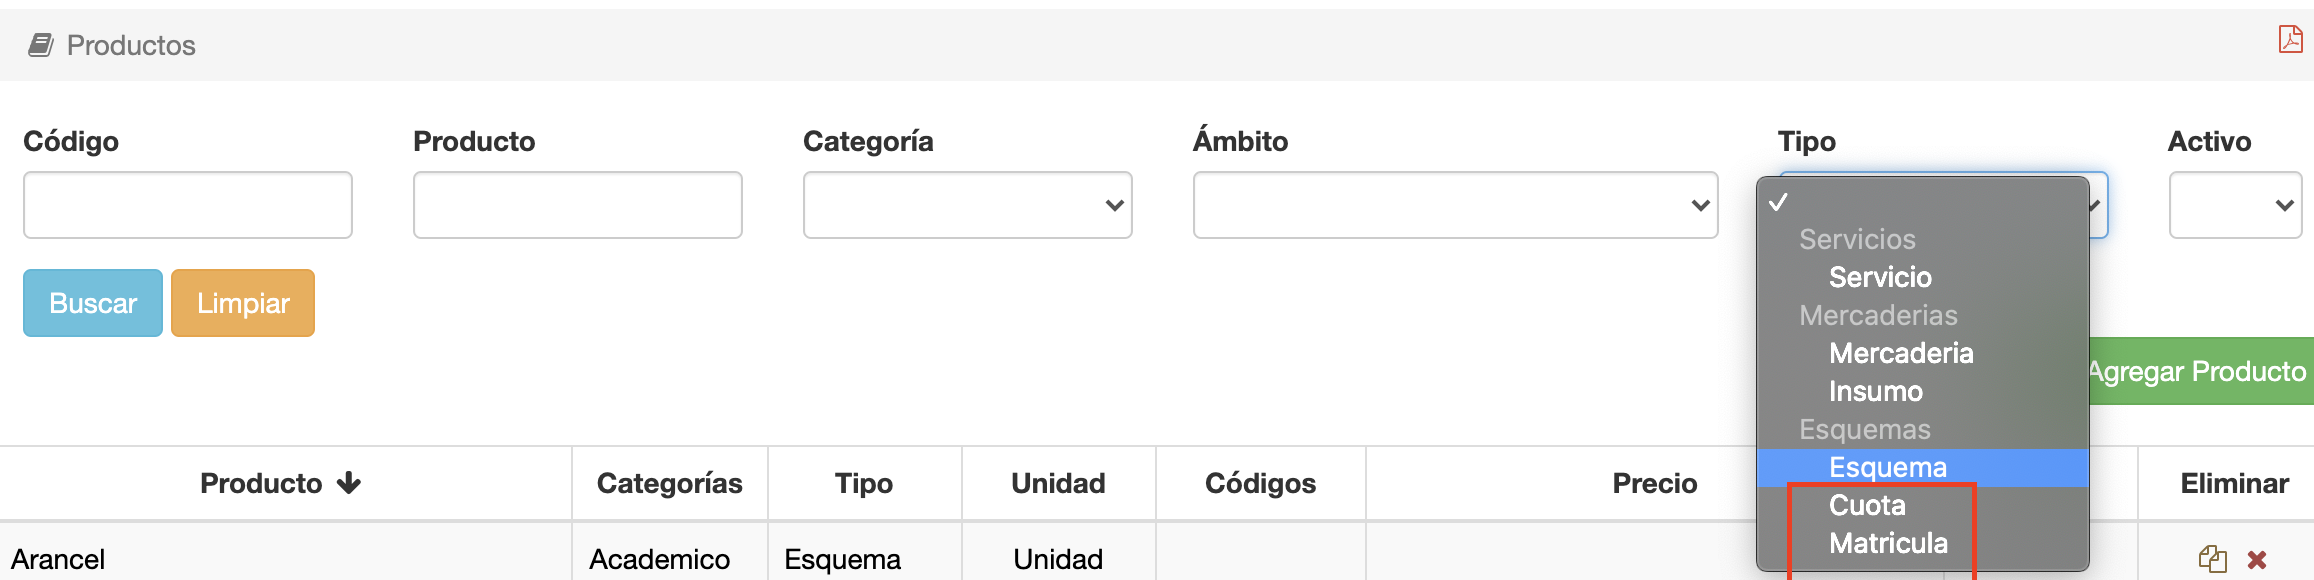 Productos
Código Producto Categoría Ámbito Tipo Activo
Buscar Limpiar
Servicios
Servicio
Mercaderias
Mercaderia
Insumo
Esquemas
Esquema
Cuota
Matricula
Agregar Producto
Producto Categorías Tipo Unidad Códigos Precio Eliminar
Arancel Academico Esquema Unidad